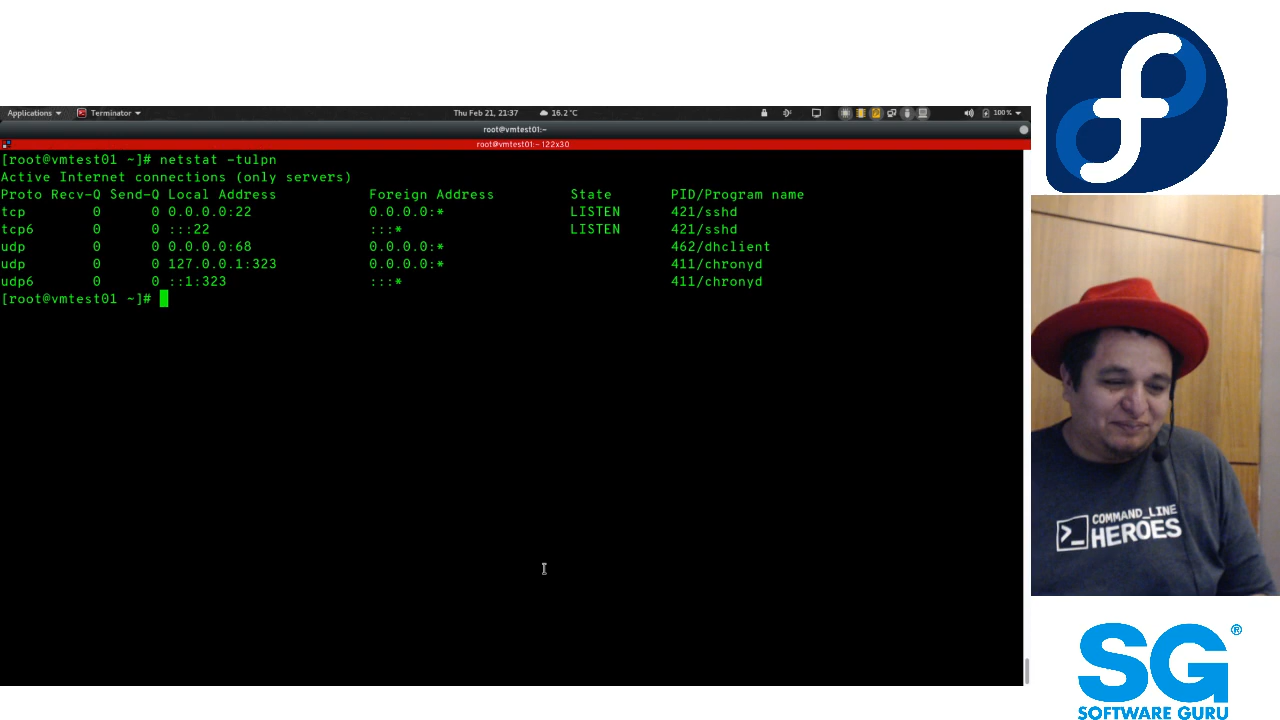 Applications
Terminator
Thu Feb 21, 21:37
16.2°C
100%
root@vmtest01:~
root@vmtest01:~ 122x30
[root@vmtest01 ~]# netstat -tulpn
Active Internet connections (only servers)
Proto Recv-Q Send-Q Local Address Foreign Address State PID/Program name
tcp 0 0 0.0.0.0:22 0.0.0.0:* LISTEN 421/sshd
tcp6 0 0 :::22 :::* LISTEN 421/sshd
udp 0 0 0.0.0.0:68 0.0.0.0:* 462/dhclient
udp 0 0 127.0.0.1:323 0.0.0.0:* 411/chronyd
udp6 0 0 ::1:323 :::* 411/chronyd
[root@vmtest01 ~]#
>_ COMMAND_LINE
HEROES
SG®
SOFTWARE GURU